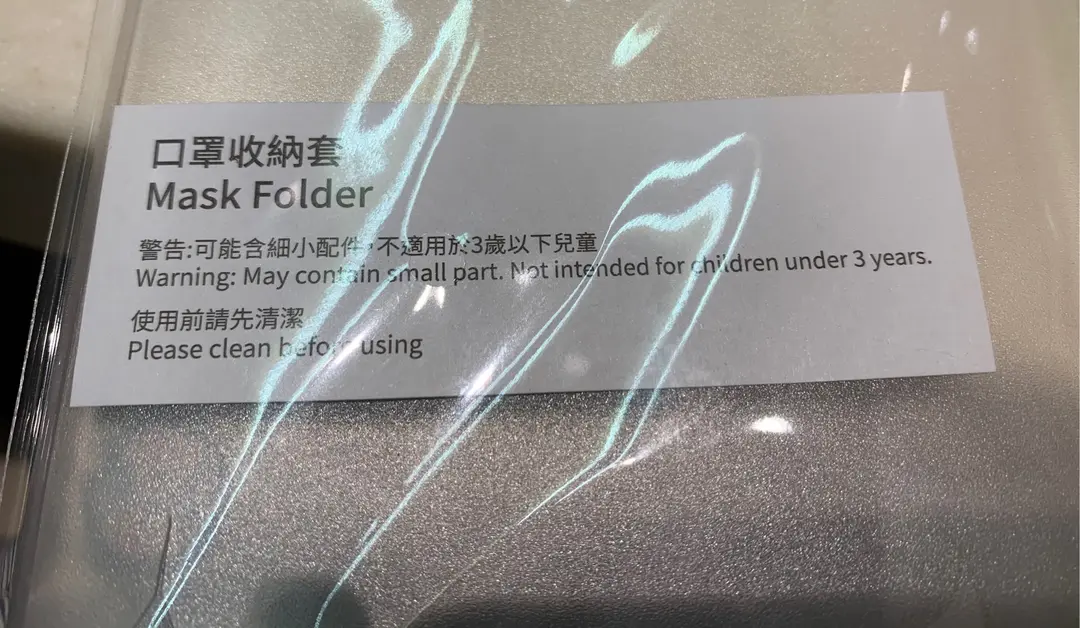 口罩收納套
Mask Folder
警告:可能含細小配件，不適用於3歲以下兒童
Warning: May contain small part. Not intended for children under 3 years.
使用前請先清潔
Please clean before using